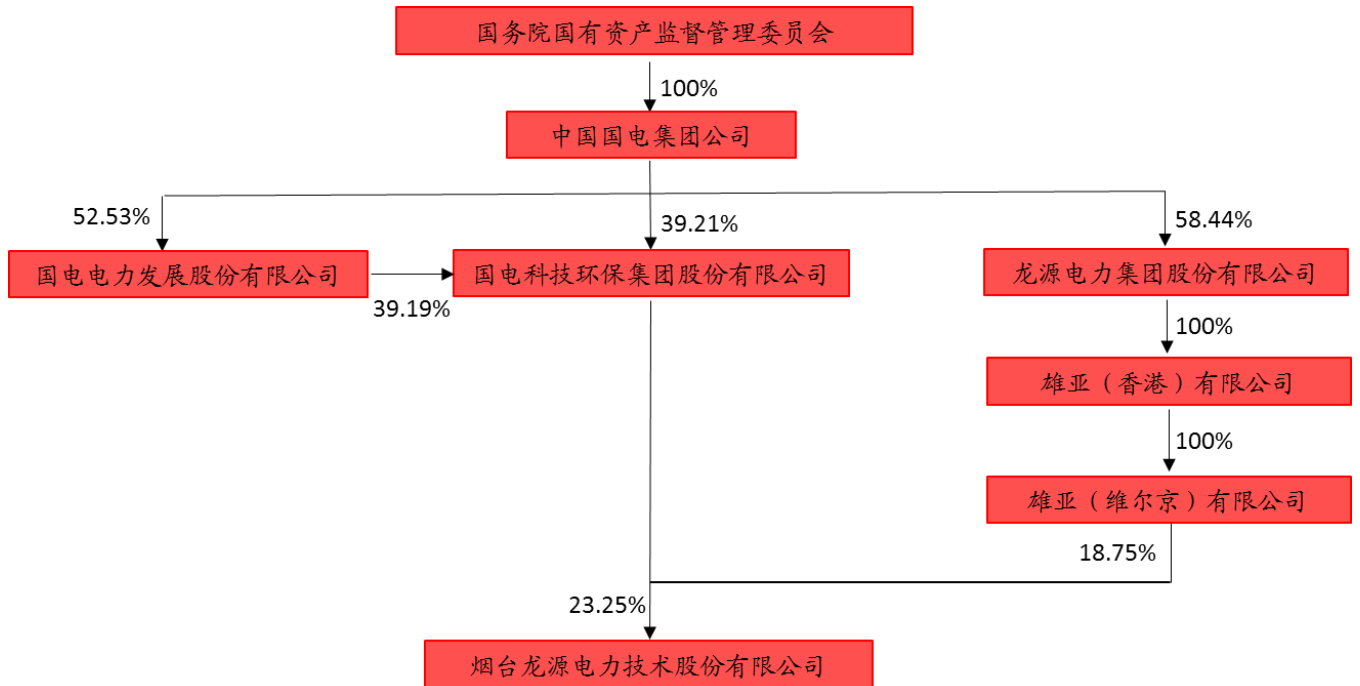 国务院国有资产监督管理委员会
100%
中国国电集团公司
52.53%
39.21%
58.44%
国电电力发展股份有限公司
国电科技环保集团股份有限公司
龙源电力集团股份有限公司
39.19%
100%
雄亚（香港）有限公司
100%
雄亚（维尔京）有限公司
18.75%
23.25%
烟台龙源电力技术股份有限公司